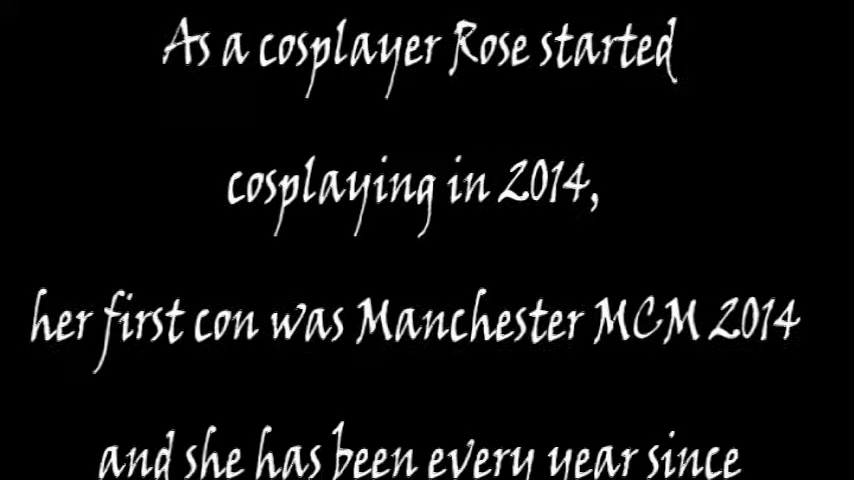 As a cosplayer Rose started
cosplaying in 2014,
her first con was Manchester MCM 2014
and she has been every year since